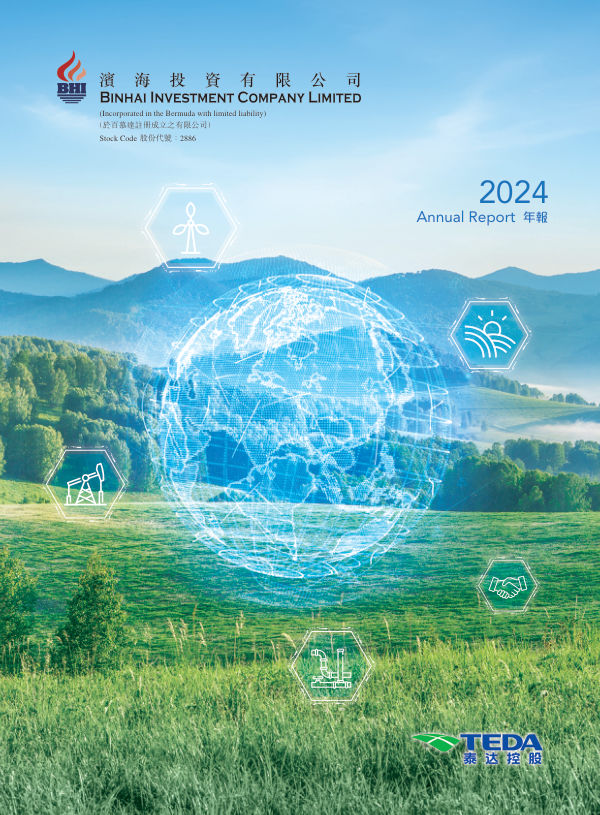 BHI
濱海投資有限公司
BINHAI INVESTMENT COMPANY LIMITED
(Incorporated in the Bermuda with limited liability)
(於百慕達註冊成立之有限公司)
Stock Code 股份代號：2886
2024
Annual Report 年報
TEDA
泰达控股